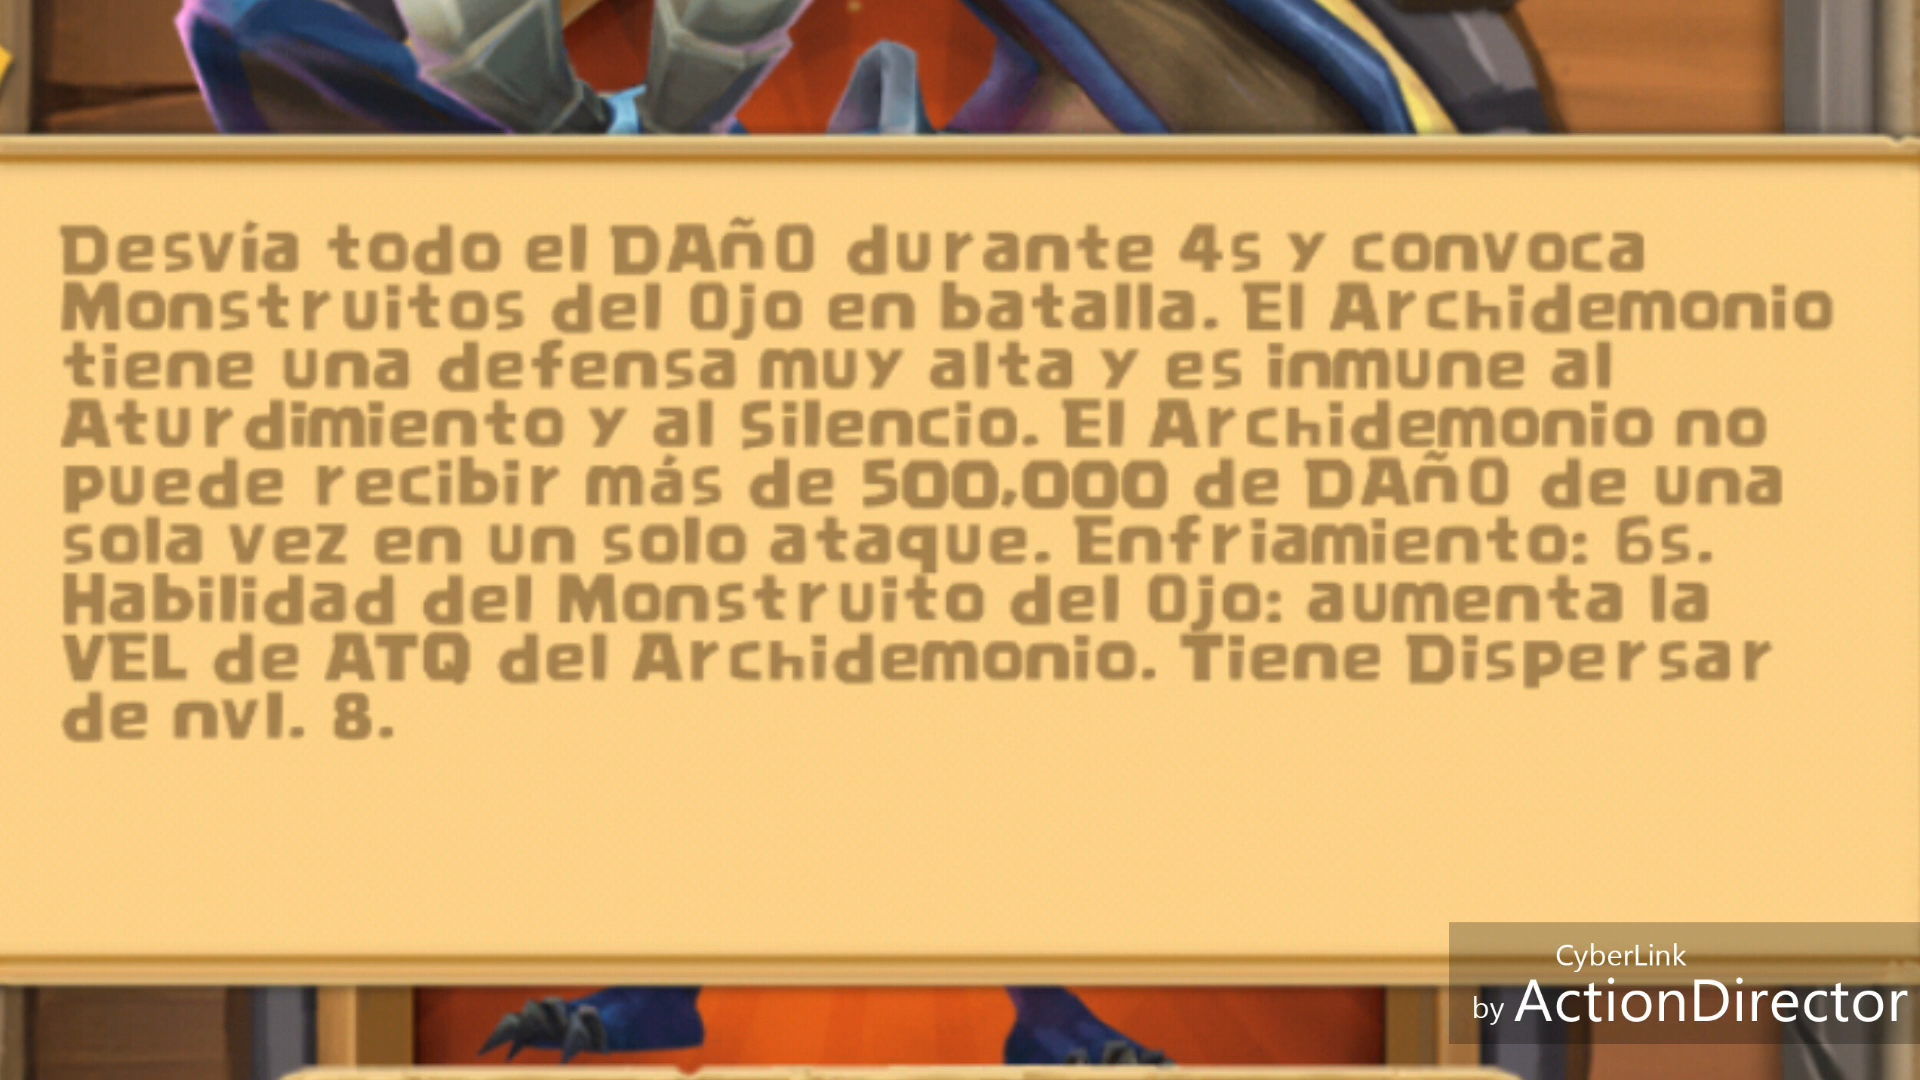 Desvía todo el DAñO durante 4s y convoca
Monstruitos del Ojo en batalla. El Archidemonio
tiene una defensa muy alta y es inmune al
Aturdimiento y al Silencio. El Archidemonio no
puede recibir más de 500,000 de DAñO de una
sola vez en un solo ataque. Enfriamiento: 6s.
Habilidad del Monstruito del Ojo: aumenta la
VEL de ATQ del Archidemonio. Tiene Dispersar
de nvl. 8.
CyberLink
by ActionDirector